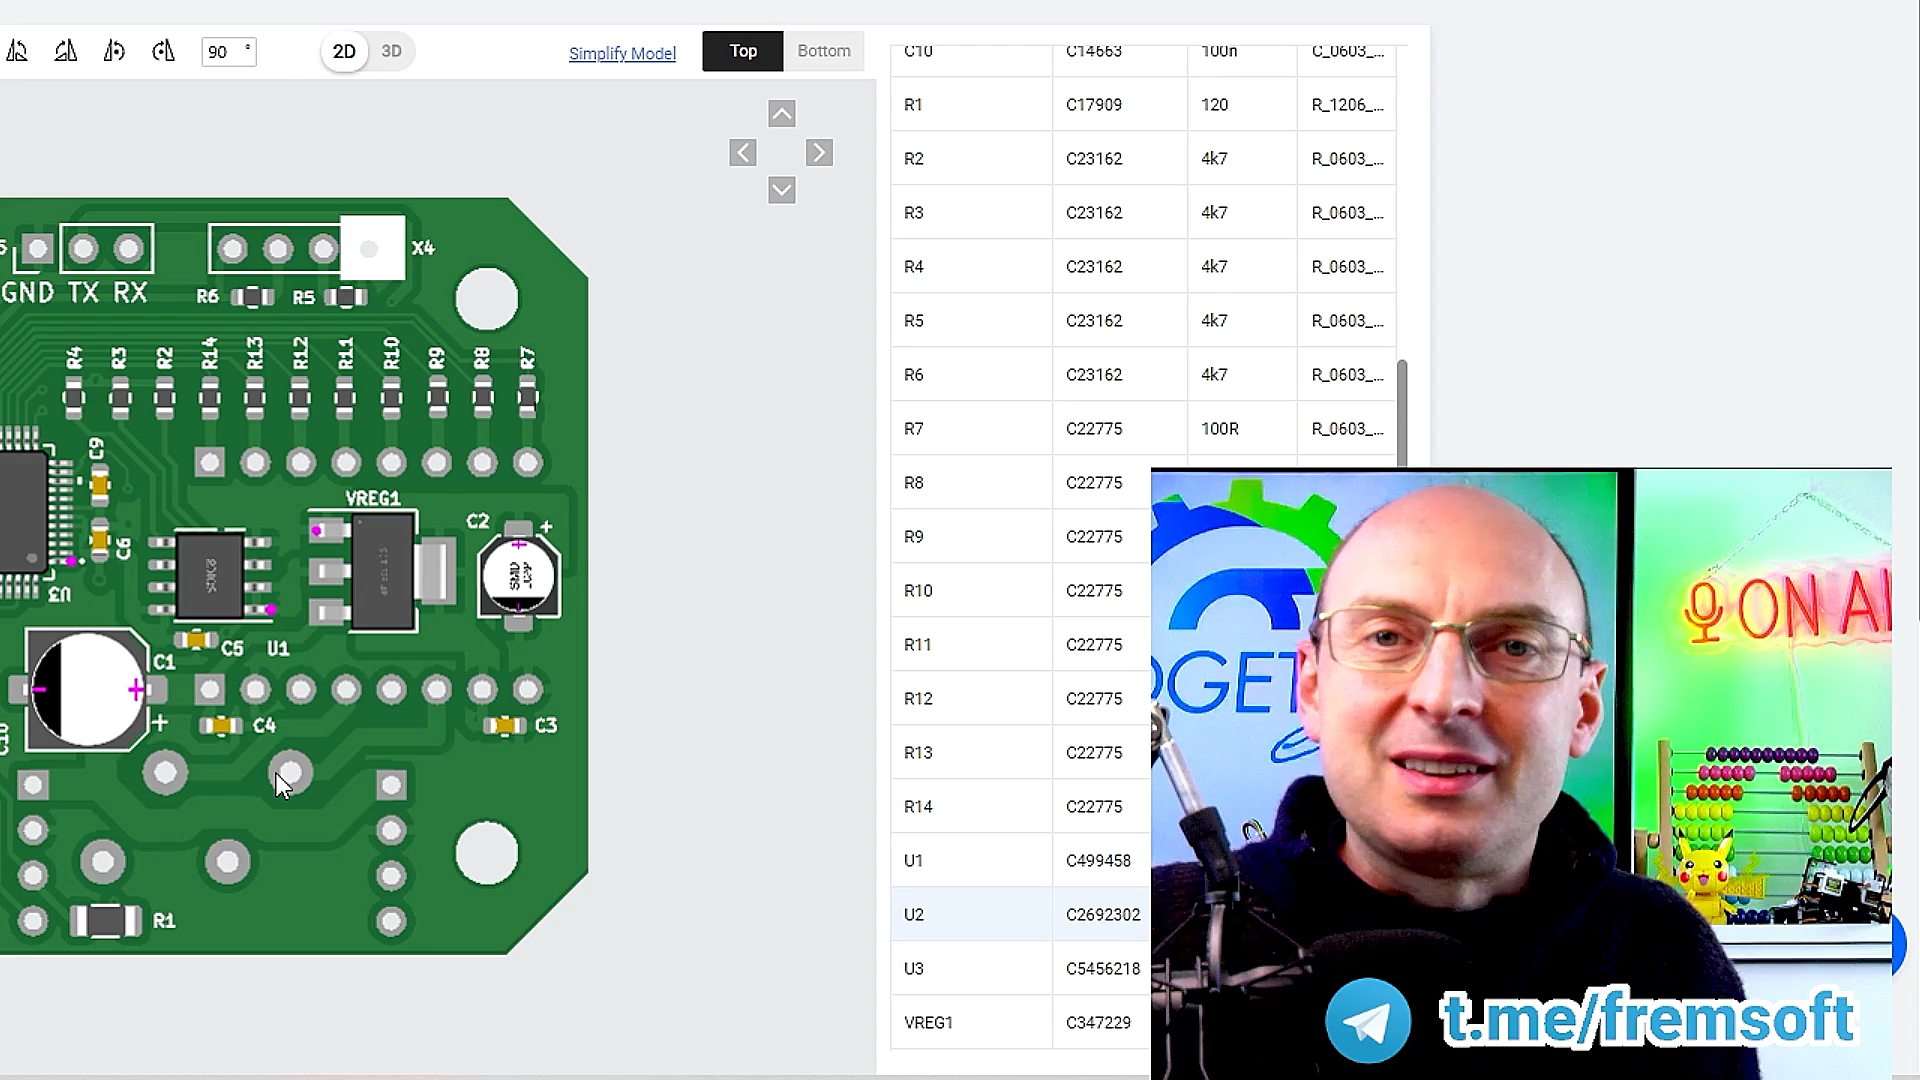 90 °
2D 3D
Simplify Model
Top Bottom
C10 C14663 100n C_0603_...
R1 C17909 120 R_1206_...
R2 C23162 4k7 R_0603_...
R3 C23162 4k7 R_0603_...
R4 C23162 4k7 R_0603_...
R5 C23162 4k7 R_0603_...
R6 C23162 4k7 R_0603_...
R7 C22775 100R R_0603_...
R8 C22775
R9 C22775
R10 C22775
R11 C22775
R12 C22775
R13 C22775
R14 C22775
U1 C499458
U2 C2692302
U3 C5456218
VREG1 C347229
X4
GND TX RX
R6 R5
R4 R3 R2 R14 R13 R12 R11 R10 R9 R8 R7
C9
VREG1
C2 +
C6
SMD
U3
C5 U1
C1
+
C4 C3
R1
ON AI
t.me/fremsoft